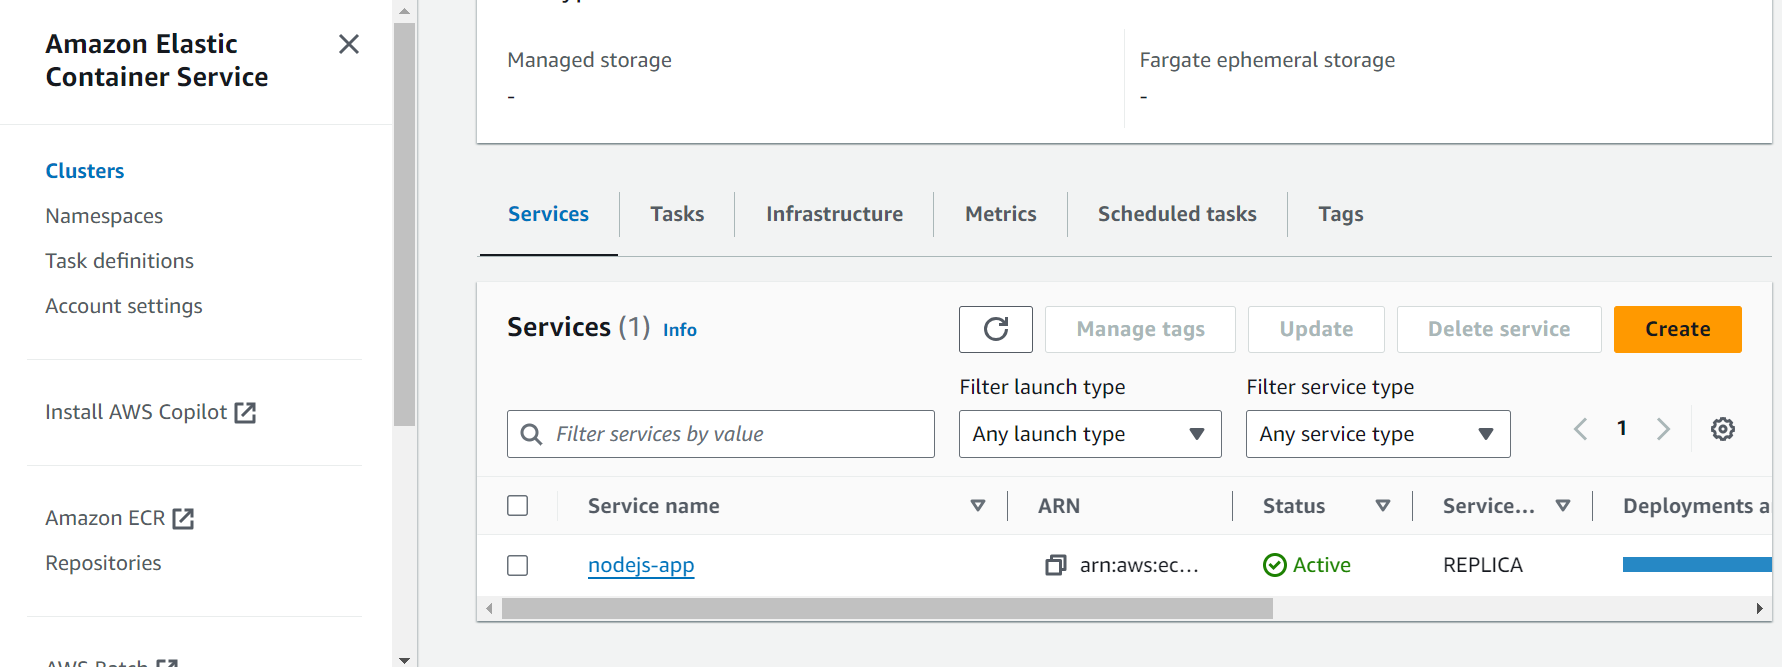 Amazon Elastic
Container Service
Clusters
Namespaces
Task definitions
Account settings
Install AWS Copilot
Amazon ECR
Repositories
AWS Batch
Managed storage
-
Fargate ephemeral storage
-
Services Tasks Infrastructure Metrics Scheduled tasks Tags
Services (1) Info
Manage tags Update Delete service Create
Filter launch type Filter service type
Filter services by value Any launch type Any service type 1
Service name ARN Status Service... Deployments a
nodejs-app arn:aws:ec... Active REPLICA